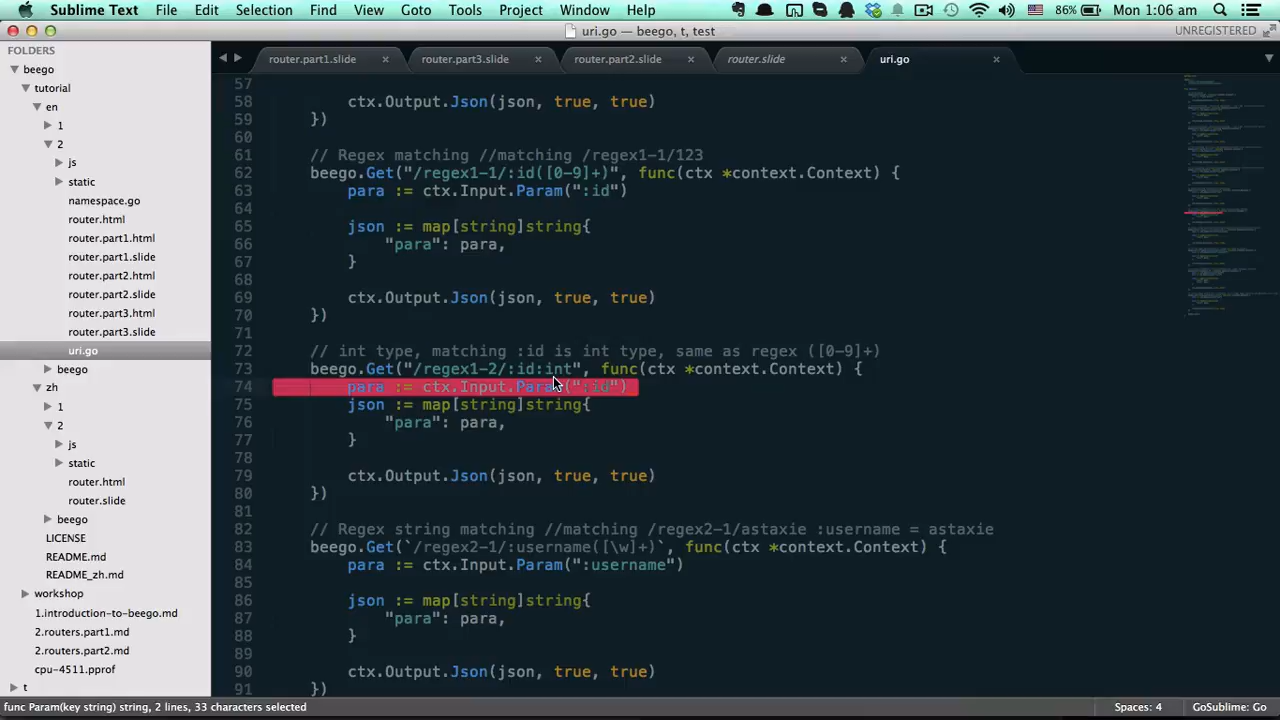 Sublime Text File Edit Selection Find View Goto Tools Project Window Help 86% Mon 1:06 am
uri.go — beego, t, test UNREGISTERED
FOLDERS
beego
tutorial
en
1
2
js
static
namespace.go
router.html
router.part1.html
router.part1.slide
router.part2.html
router.part2.slide
router.part3.html
router.part3.slide
uri.go
beego
zh
1
2
js
static
router.html
router.slide
beego
LICENSE
README.md
README_zh.md
workshop
1.introduction-to-beego.md
2.routers.part1.md
2.routers.part2.md
cpu-4511.pprof
t
router.part1.slide × router.part3.slide × router.part2.slide × router.slide × uri.go ×
57
58 ctx.Output.Json(json, true, true)
59 })
60
61 // Regex matching //matching /regex1-1/123
62 beego.Get("/regex1-1/:id([0-9]+)", func(ctx *context.Context) {
63 para := ctx.Input.Param(":id")
64
65 json := map[string]string{
66 "para": para,
67 }
68
69 ctx.Output.Json(json, true, true)
70 })
71
72 // int type, matching :id is int type, same as regex ([0-9]+)
73 beego.Get("/regex1-2/:id:int", func(ctx *context.Context) {
74 para := ctx.Input.Param(":id")
75 json := map[string]string{
76 "para": para,
77 }
78
79 ctx.Output.Json(json, true, true)
80 })
81
82 // Regex string matching //matching /regex2-1/astaxie :username = astaxie
83 beego.Get(`/regex2-1/:username([\w]+)`, func(ctx *context.Context) {
84 para := ctx.Input.Param(":username")
85
86 json := map[string]string{
87 "para": para,
88 }
89
90 ctx.Output.Json(json, true, true)
91 })
func Param(key string) string, 2 lines, 33 characters selected Spaces: 4 GoSublime: Go